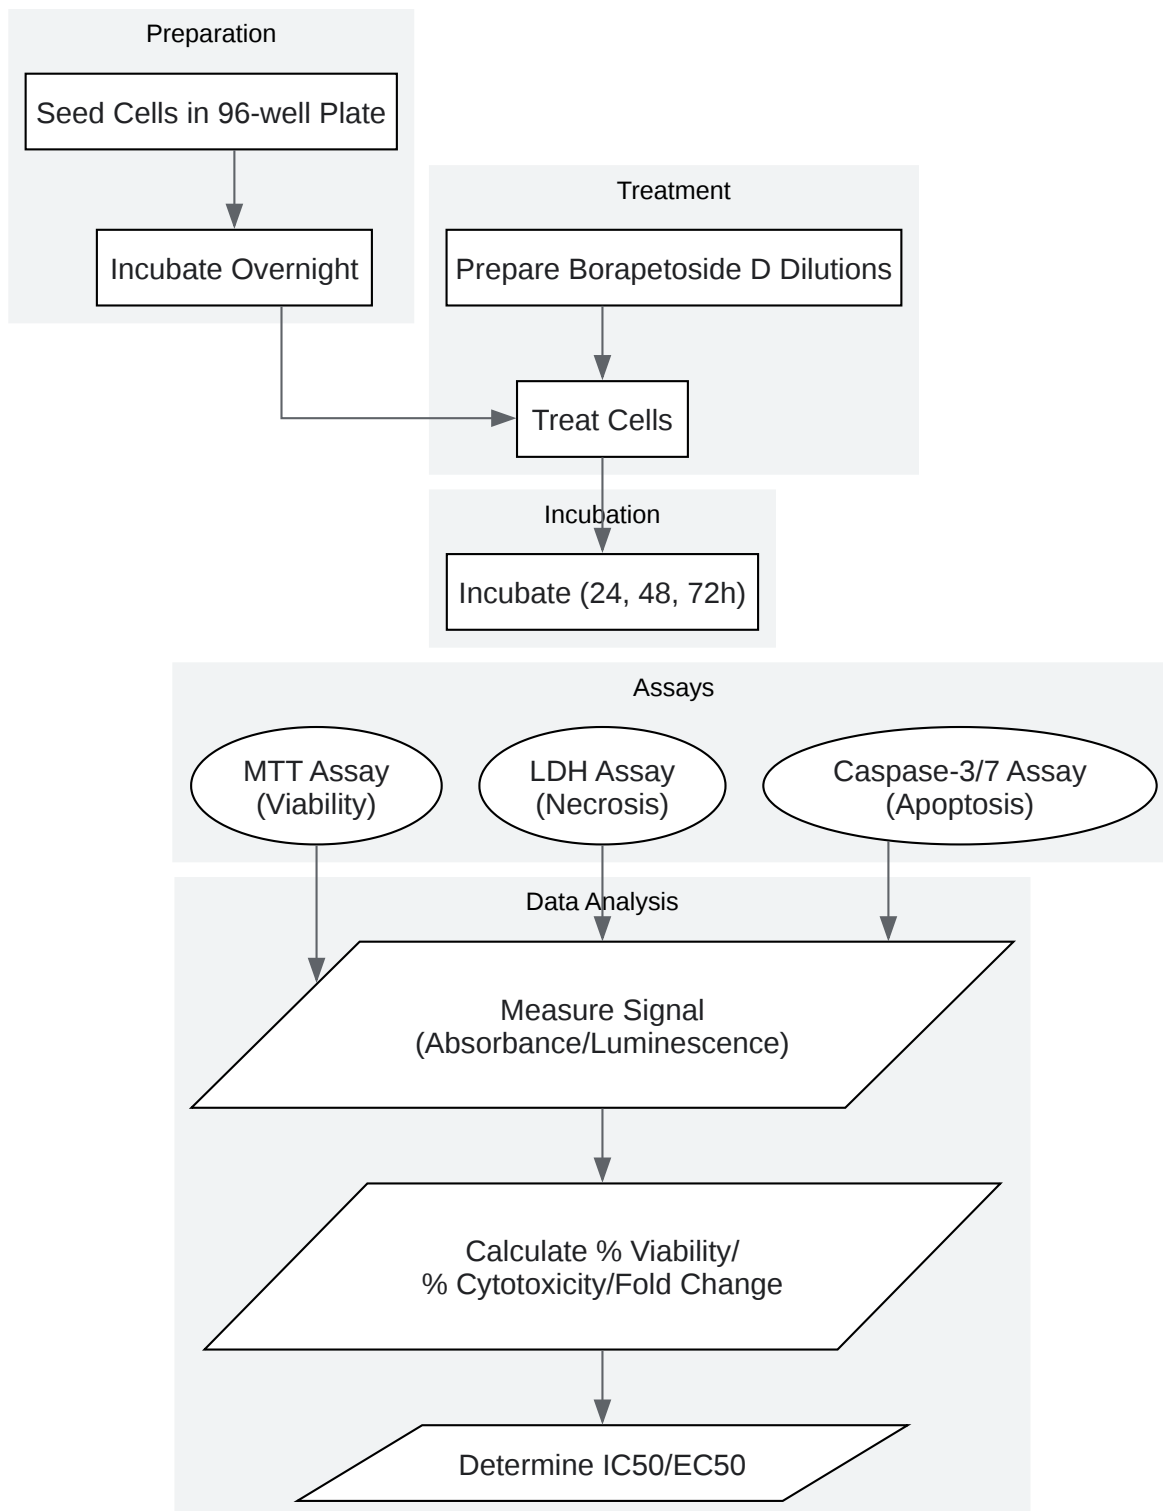 Preparation
Seed Cells in 96-well Plate
Incubate Overnight
Treatment
Prepare Borapetoside D Dilutions
Treat Cells
Incubation
Incubate (24, 48, 72h)
Assays
MTT Assay
(Viability)
LDH Assay
(Necrosis)
Caspase-3/7 Assay
(Apoptosis)
Data Analysis
Measure Signal
(Absorbance/Luminescence)
Calculate % Viability/
% Cytotoxicity/Fold Change
Determine IC50/EC50